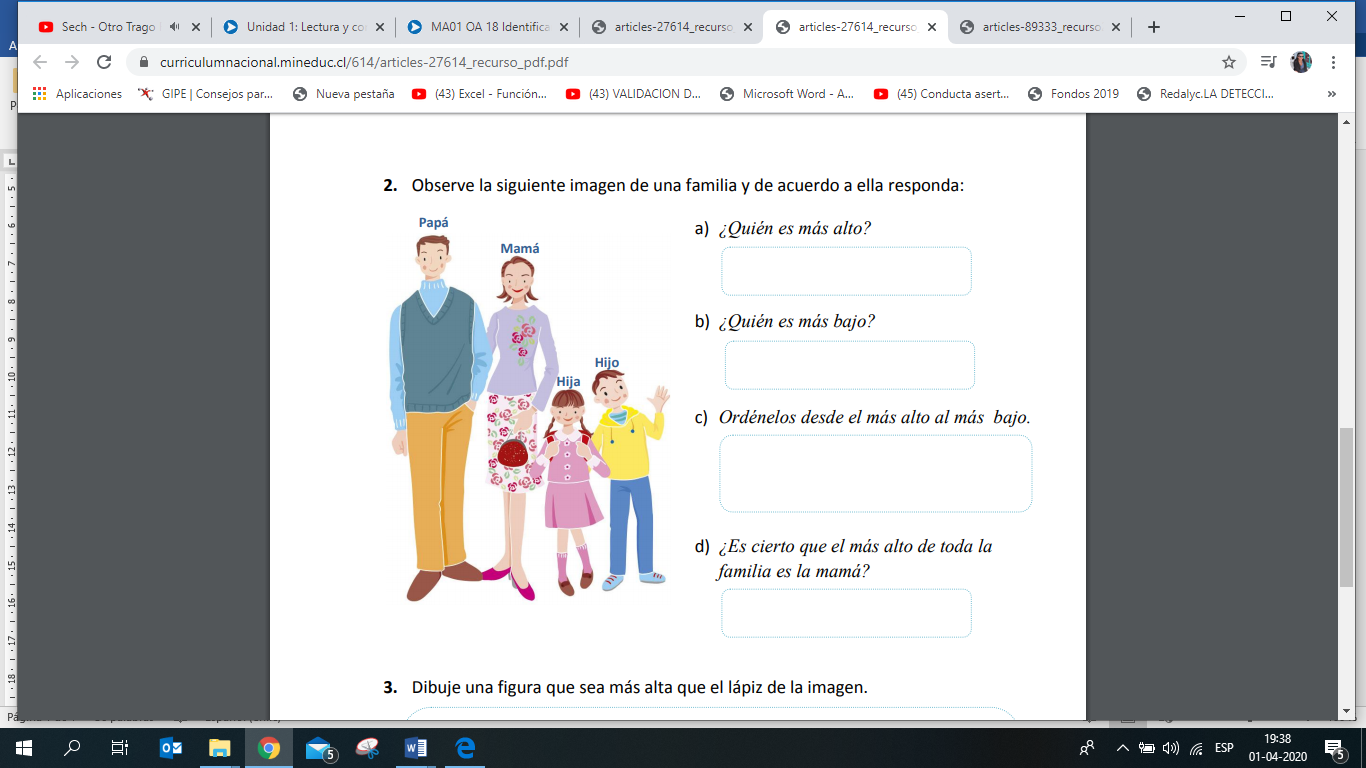 Sech - Otro Trago
Unidad 1: Lectura y co
MA01 OA 18 Identifica
articles-27614_recurso_
articles-27614_recurso_
articles-89333_recurso
curriculumnacional.mineduc.cl/614/articles-27614_recurso_pdf.pdf
Aplicaciones
GIPE | Consejos par...
Nueva pestaña
(43) Excel - Función...
(43) VALIDACION D...
Microsoft Word - A...
(45) Conducta asert...
Fondos 2019
Redalyc.LA DETECCI...
»
2. Observe la siguiente imagen de una familia y de acuerdo a ella responda:
Papá
Mamá
Hija
Hijo
a) ¿Quién es más alto?
b) ¿Quién es más bajo?
c) Ordénelos desde el más alto al más bajo.
d) ¿Es cierto que el más alto de toda la
familia es la mamá?
3. Dibuje una figura que sea más alta que el lápiz de la imagen.
5
ESP
19:38
01-04-2020
5